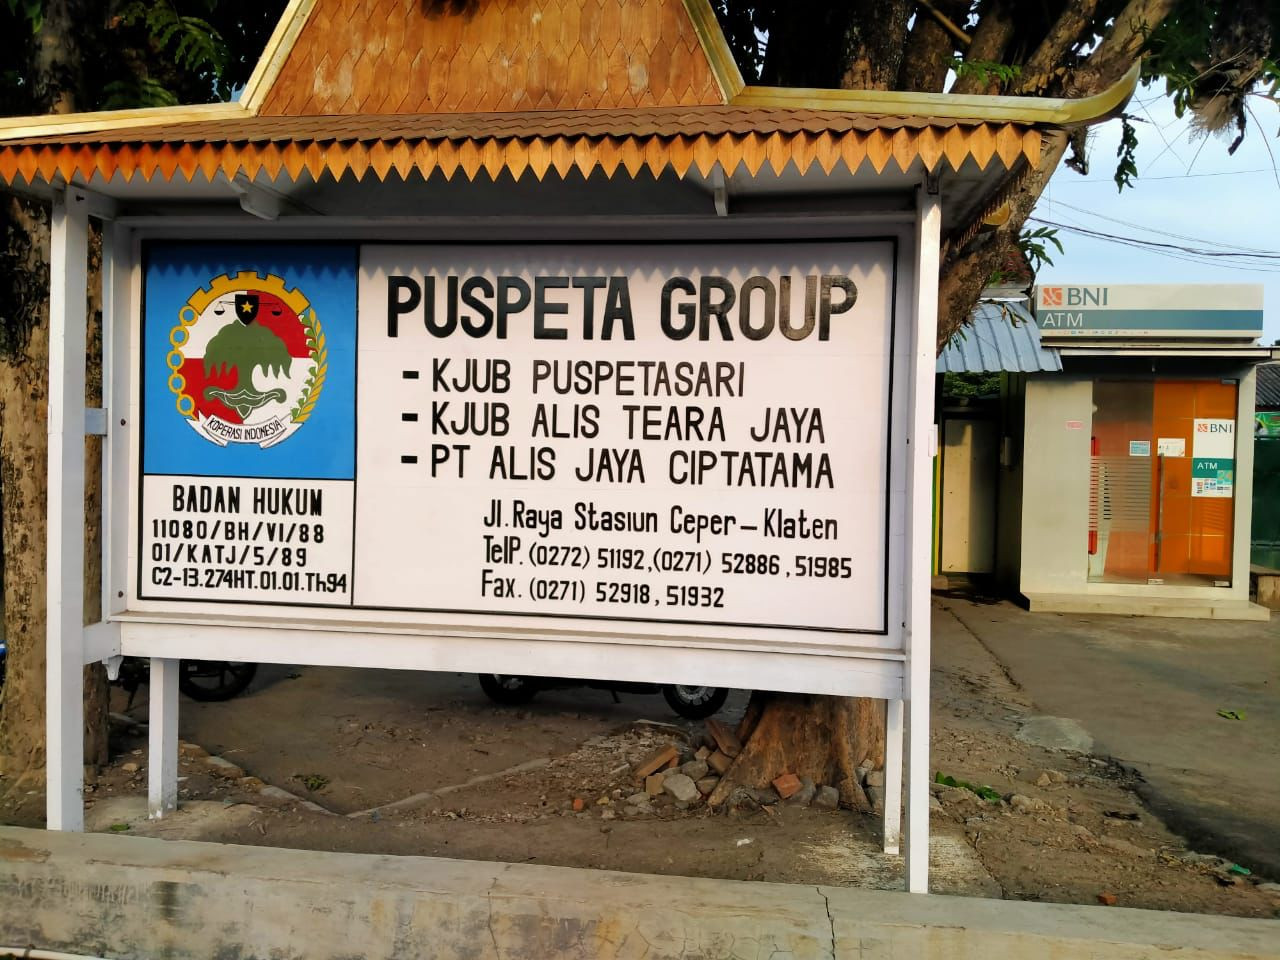 KOPERASI INDONESIA
BADAN HUKUM
11080/BH/VI/88
01/KATJ/5/89
C2-13.274HT.01.01.Th94
PUSPETA GROUP
- KJUB PUSPETASARI
- KJUB ALIS TEARA JAYA
- PT ALIS JAYA CIPTATAMA
Jl. Raya Stasiun Ceper - Klaten
TelP. (0272) 51192, (0271) 52886, 51985
Fax. (0271) 52918, 51932
BNI
ATM
BNI
ATM